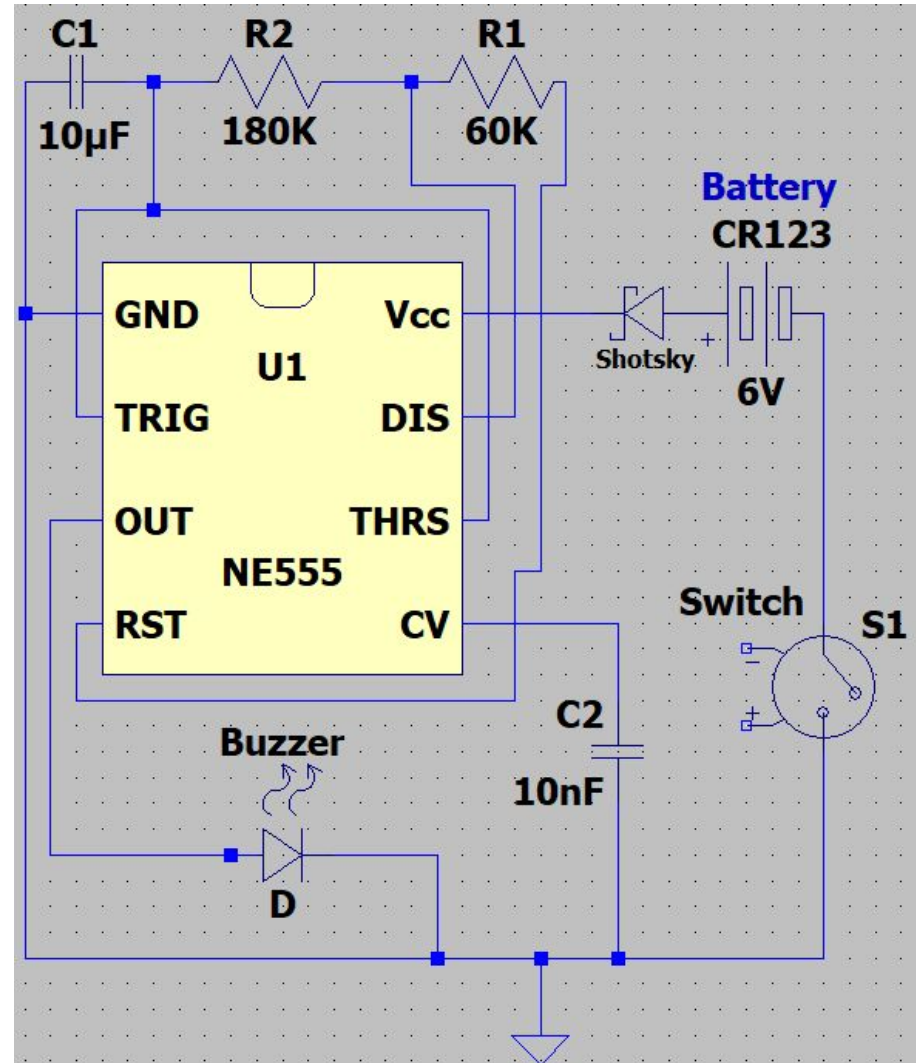 C1 R2 R1
10µF 180K 60K
Battery
CR123
GND Vcc
U1
Shotsky
+
6V
TRIG DIS
OUT THRS
NE555
RST CV
Switch
S1
−
+
C2
Buzzer
10nF
D